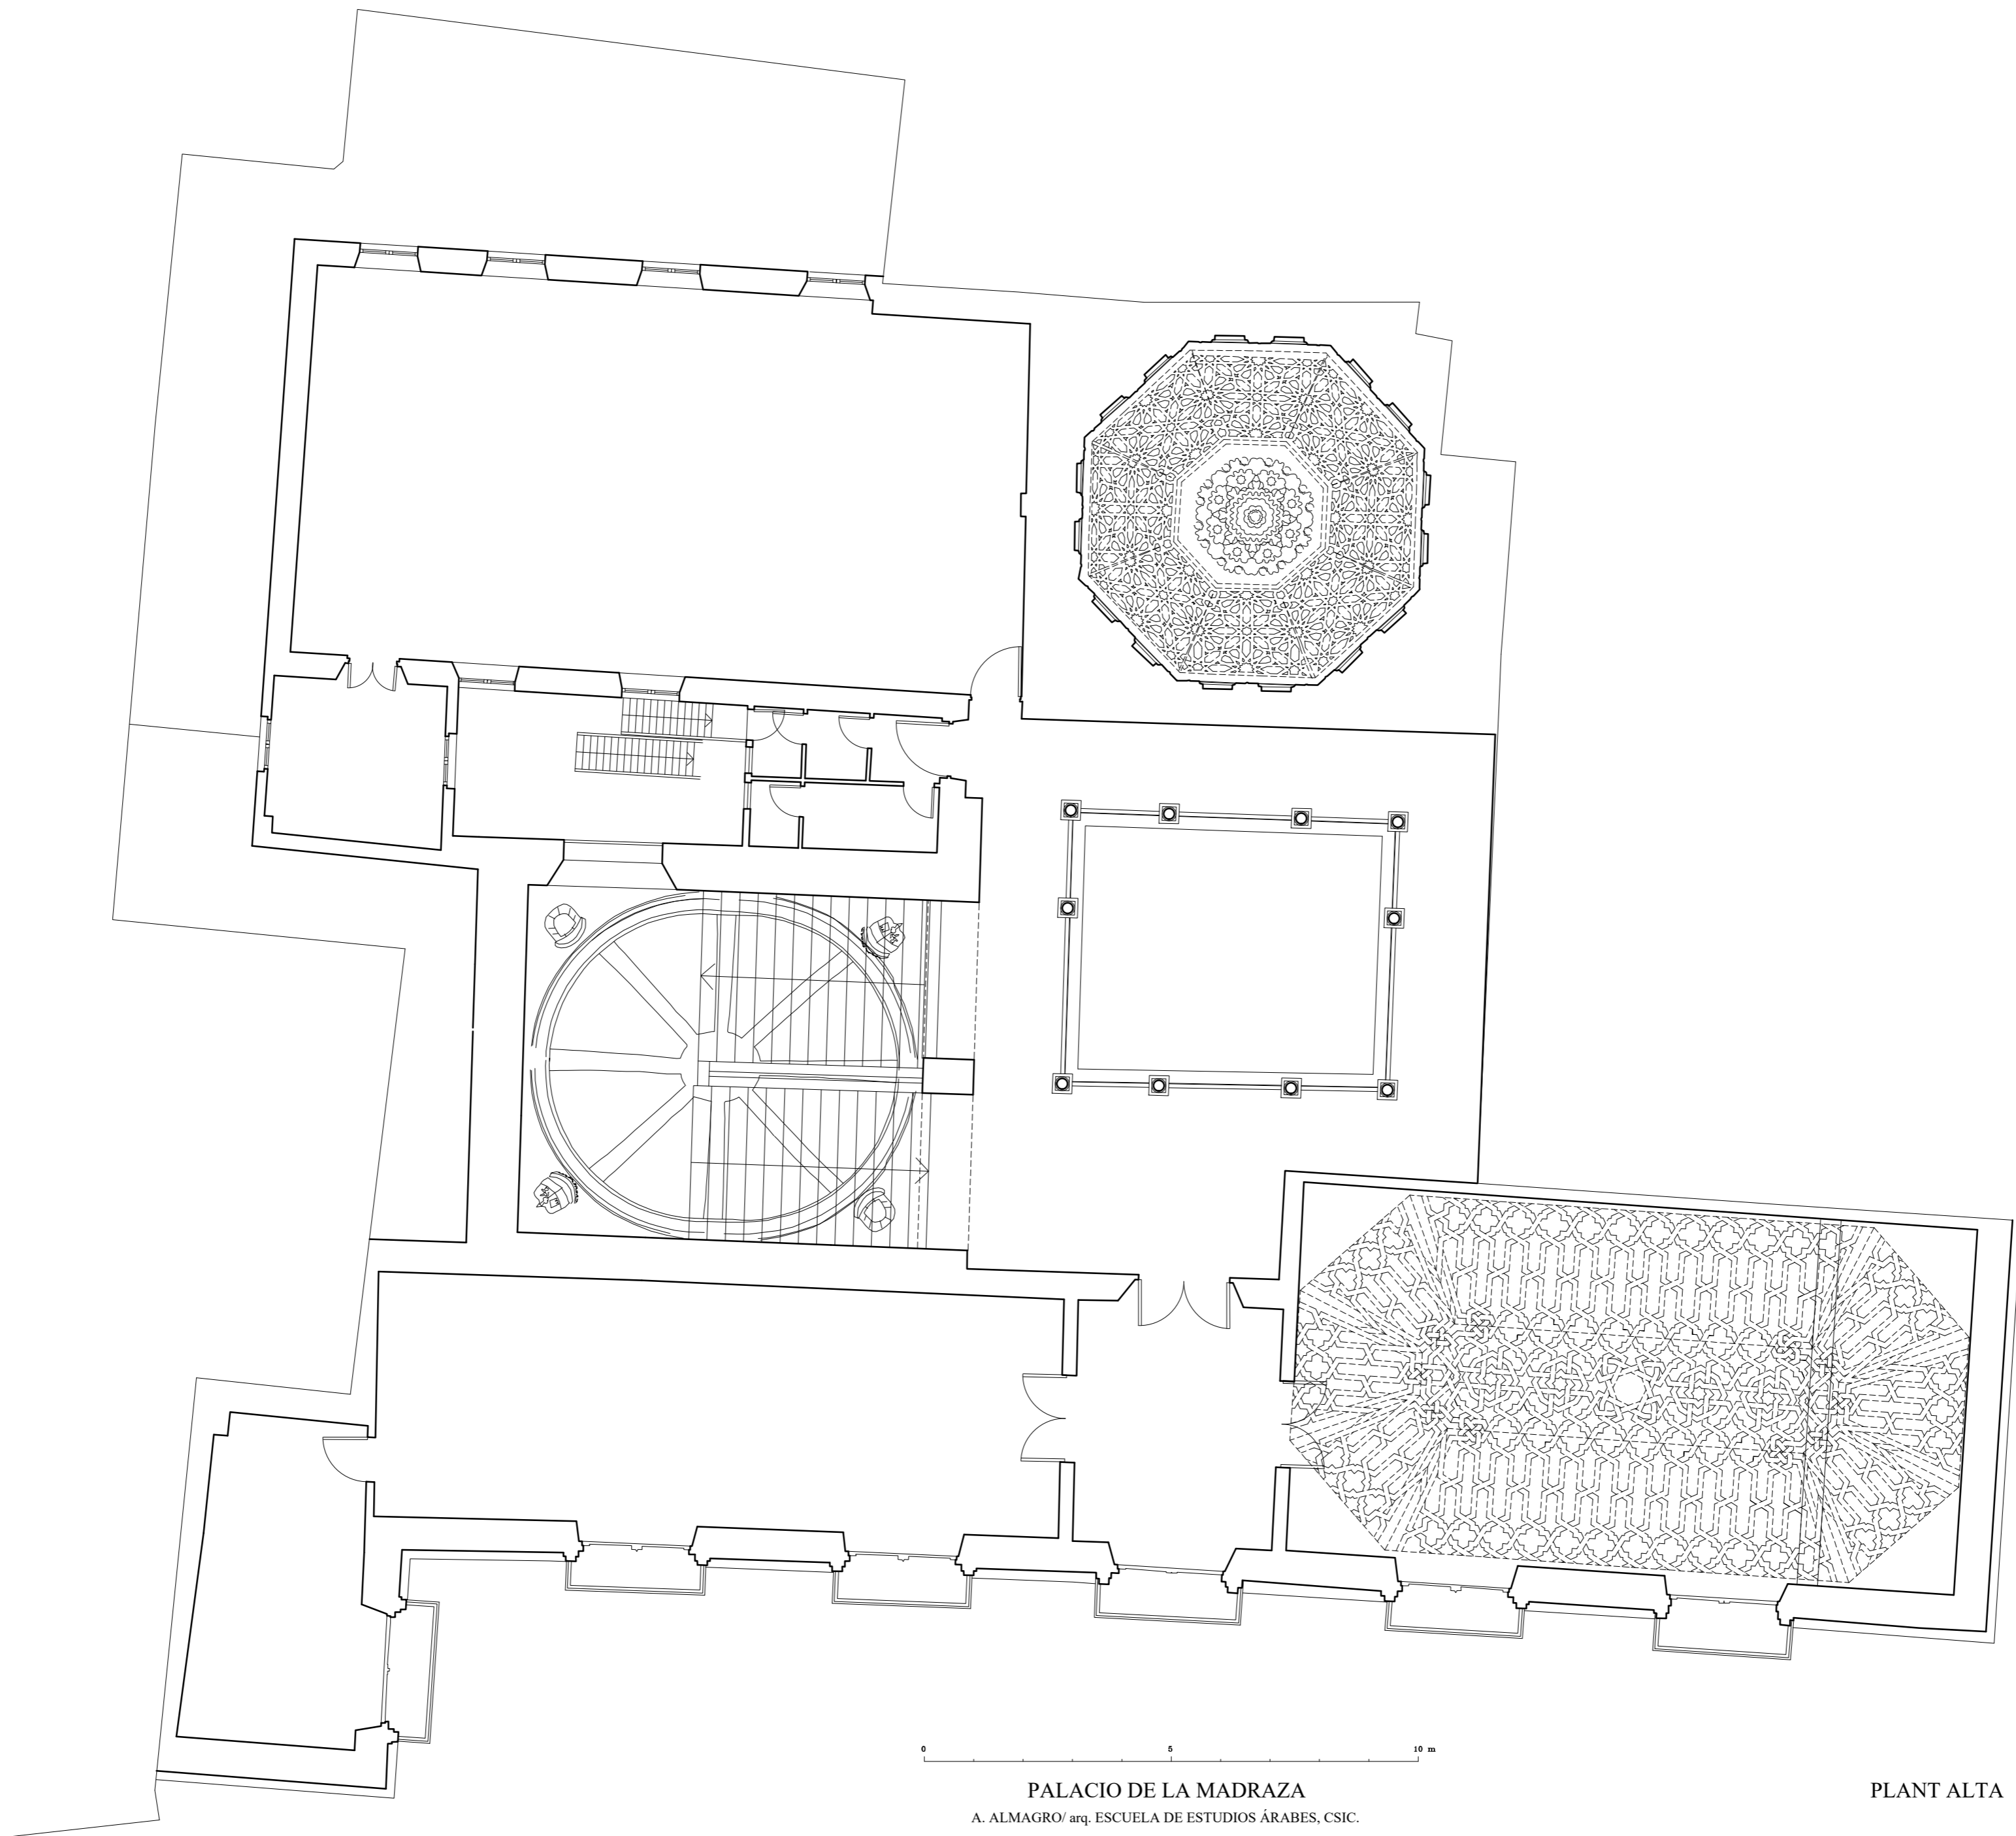 0 5 10 m
PALACIO DE LA MADRAZA
PLANT ALTA
A. ALMAGRO/ arq. ESCUELA DE ESTUDIOS ÁRABES, CSIC.